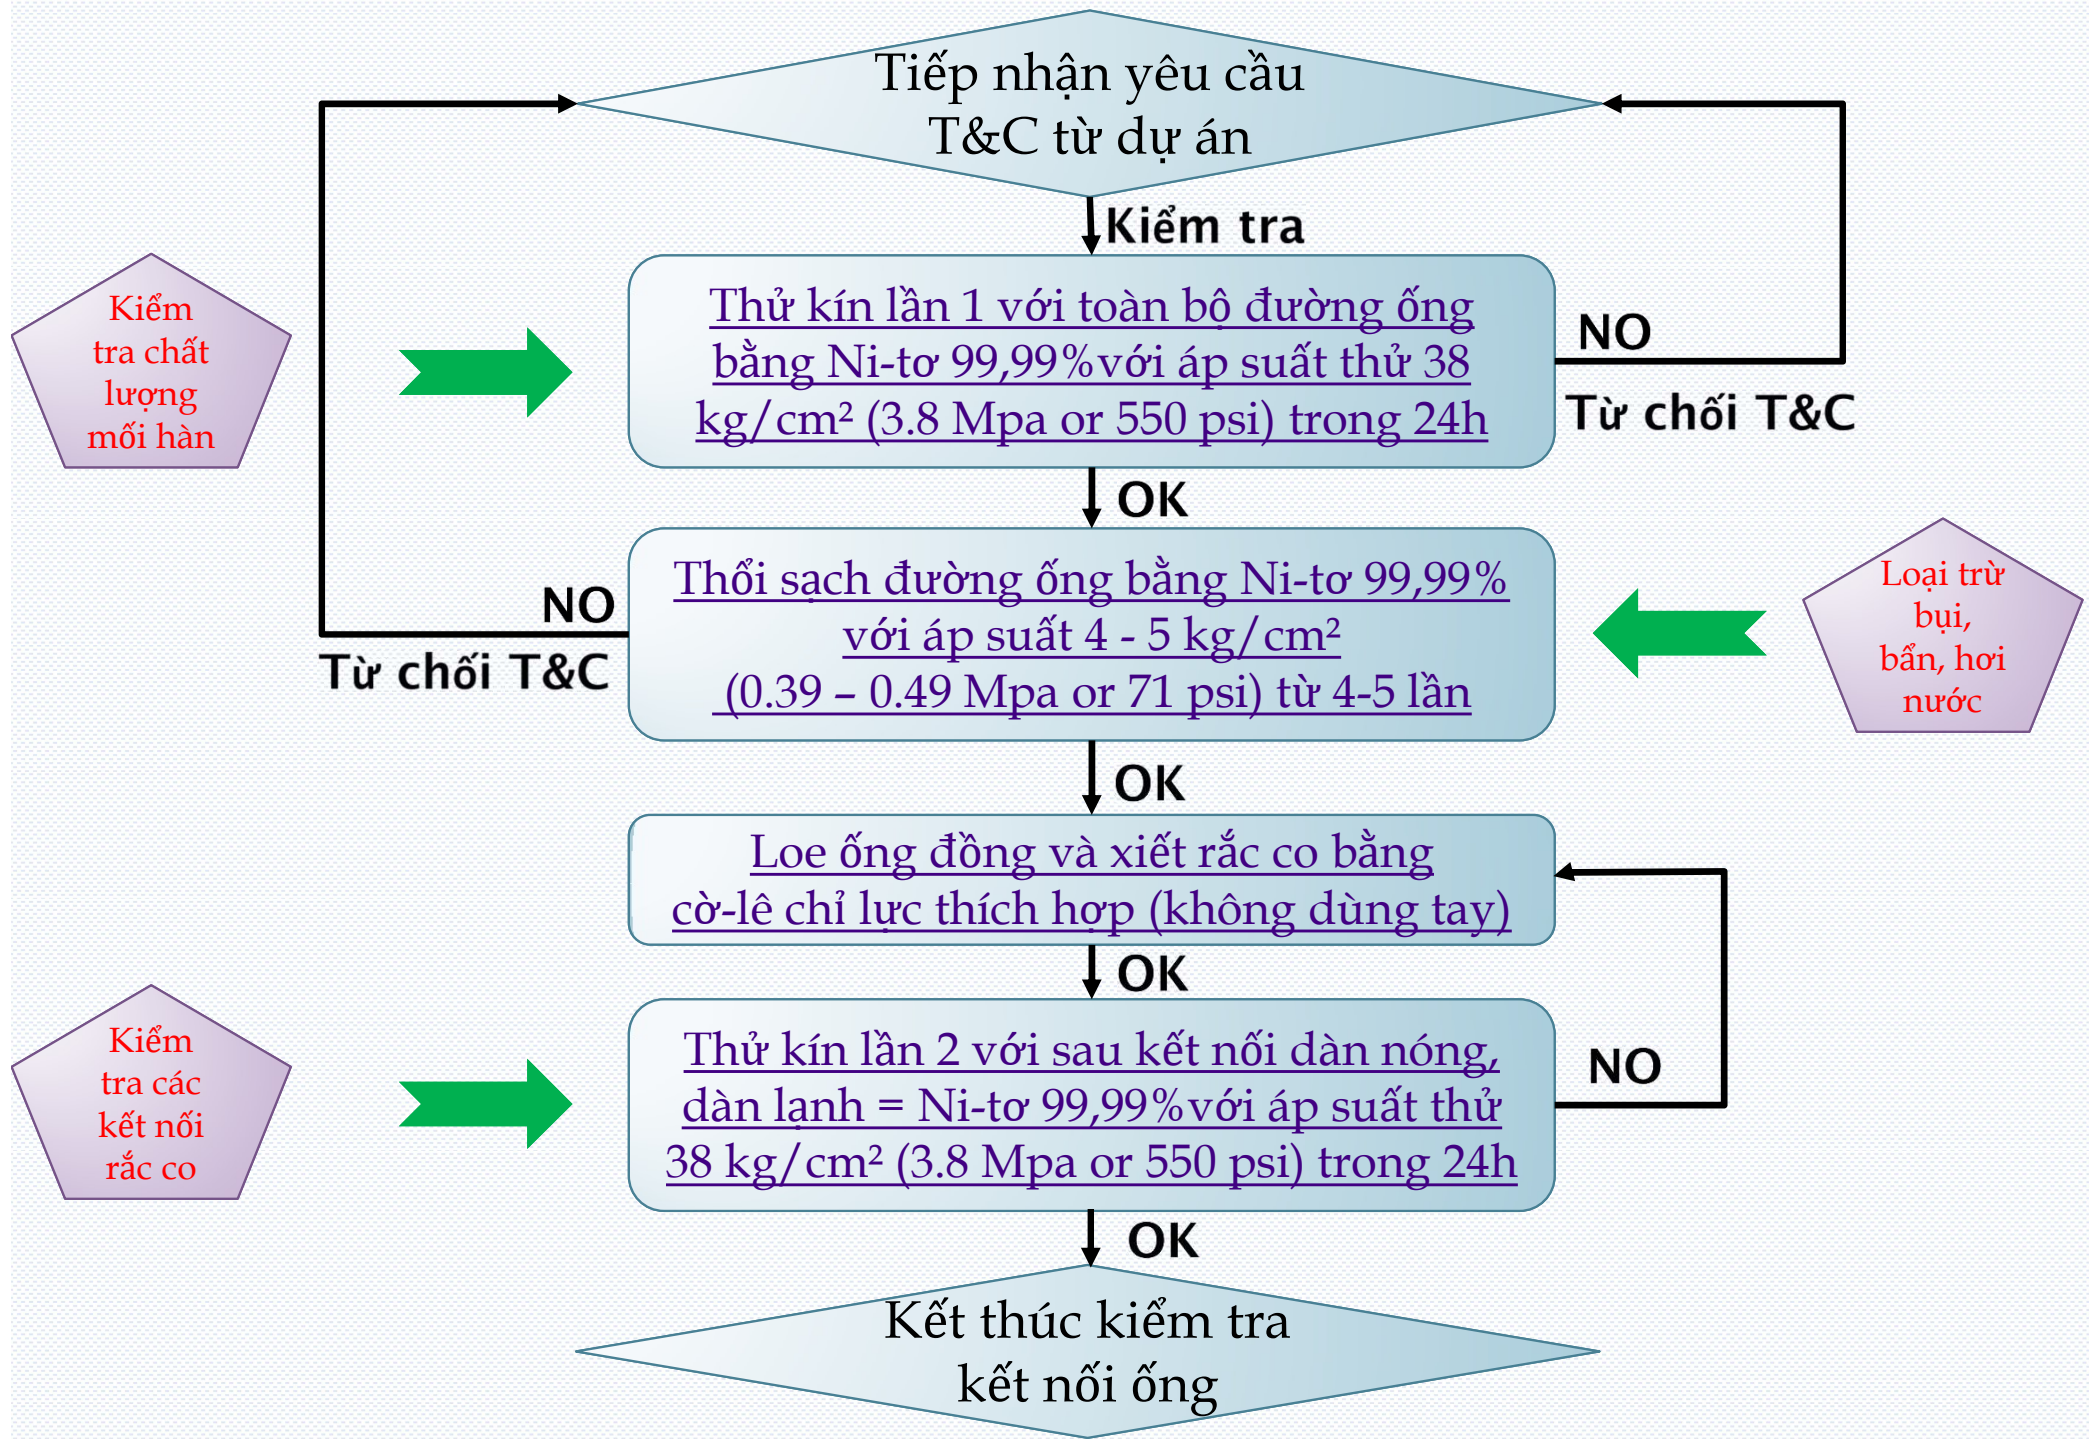 Tiếp nhận yêu cầu
T&C từ dự án
Kiểm tra
Kiểm
tra chất
lượng
mối hàn
Thử kín lần 1 với toàn bộ đường ống
bằng Ni-tơ 99,99%với áp suất thử 38
kg/cm² (3.8 Mpa or 550 psi) trong 24h
NO
Từ chối T&C
OK
Thổi sạch đường ống bằng Ni-tơ 99,99%
với áp suất 4 - 5 kg/cm²
(0.39 – 0.49 Mpa or 71 psi) từ 4-5 lần
NO
Từ chối T&C
Loại trừ
bụi,
bẩn, hơi
nước
OK
Loe ống đồng và xiết rắc co bằng
cờ-lê chỉ lực thích hợp (không dùng tay)
OK
Kiểm
tra các
kết nối
rắc co
Thử kín lần 2 với sau kết nối dàn nóng,
dàn lạnh = Ni-tơ 99,99%với áp suất thử
38 kg/cm² (3.8 Mpa or 550 psi) trong 24h
NO
OK
Kết thúc kiểm tra
kết nối ống